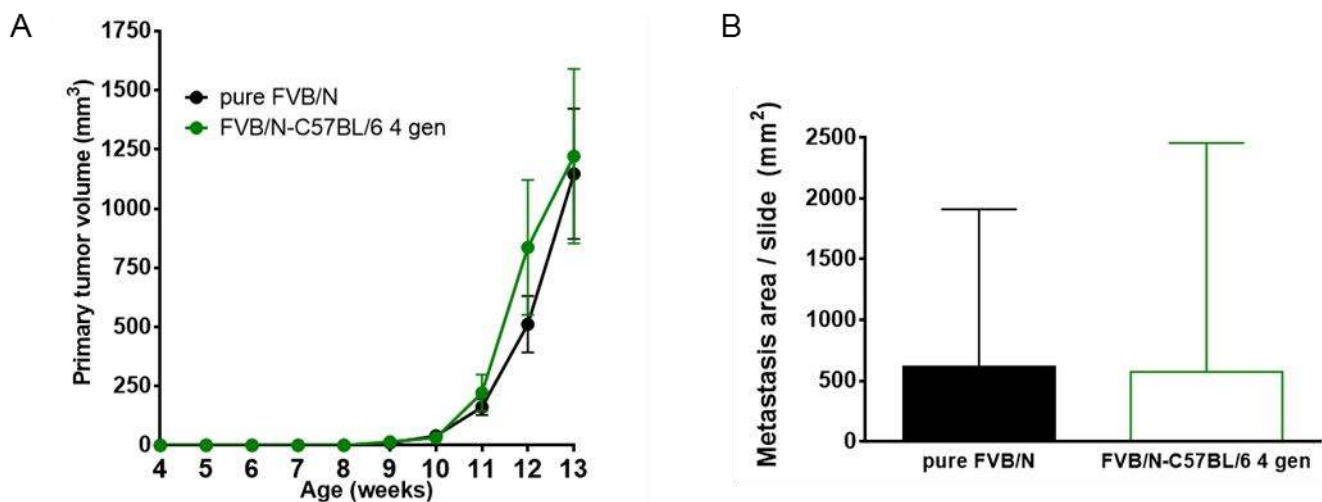 A
1750
1500
1250
1000
750
500
250
0
Primary tumor volume (mm³)
pure FVB/N
FVB/N-C57BL/6 4 gen
4 5 6 7 8 9 10 11 12 13
Age (weeks)
B
2500
2000
1500
1000
500
0
Metastasis area / slide (mm²)
pure FVB/N
FVB/N-C57BL/6 4 gen